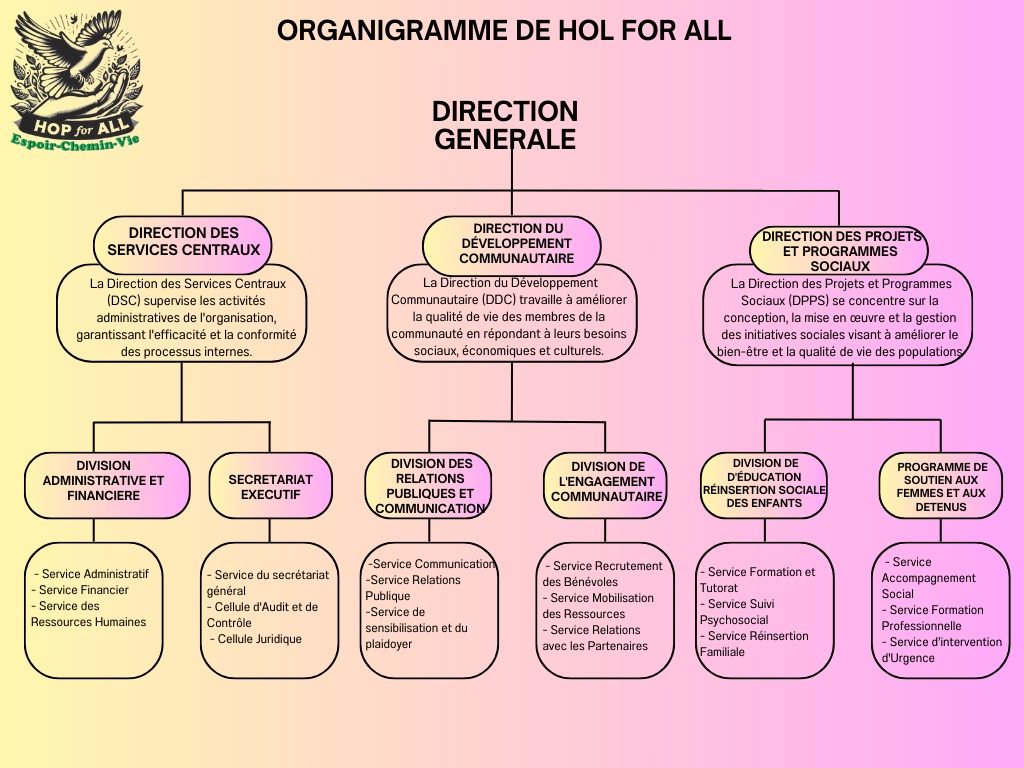 ORGANIGRAMME DE HOL FOR ALL
HOP for ALL
Espoir-Chemin-Vie
DIRECTION
GENERALE
DIRECTION DES
SERVICES CENTRAUX
La Direction des Services Centraux
(DSC) supervise les activités
administratives de l'organisation,
garantissant l'efficacité et la conformité
des processus internes.
DIRECTION DU
DÉVELOPPEMENT
COMMUNAUTAIRE
La Direction du Développement
Communautaire (DDC) travaille à améliorer
la qualité de vie des membres de la
communauté en répondant à leurs besoins
sociaux, économiques et culturels.
DIRECTION DES PROJETS
ET PROGRAMMES
SOCIAUX
La Direction des Projets et Programmes
Sociaux (DPPS) se concentre sur la
conception, la mise en œuvre et la gestion
des initiatives sociales visant à améliorer le
bien-être et la qualité de vie des populations
DIVISION
ADMINISTRATIVE ET
FINANCIERE
SECRETARIAT
EXECUTIF
DIVISION DES
RELATIONS
PUBLIQUES ET
COMMUNICATION
DIVISION DE
L'ENGAGEMENT
COMMUNAUTAIRE
DIVISION DE
D'ÉDUCATION
RÉINSERTION SOCIALE
DES ENFANTS
PROGRAMME DE
SOUTIEN AUX
FEMMES ET AUX
DETENUS
- Service Administratif
- Service Financier
- Service des
Ressources Humaines
- Service du secrétariat
général
- Cellule d'Audit et de
Contrôle
- Cellule Juridique
-Service Communication
-Service Relations
Publique
-Service de
sensibilisation et du
plaidoyer
- Service Recrutement
des Bénévoles
- Service Mobilisation
des Ressources
- Service Relations
avec les Partenaires
- Service Formation et
Tutorat
- Service Suivi
Psychosocial
- Service Réinsertion
Familiale
- Service
Accompagnement
Social
- Service Formation
Professionnelle
- Service d'intervention
d'Urgence